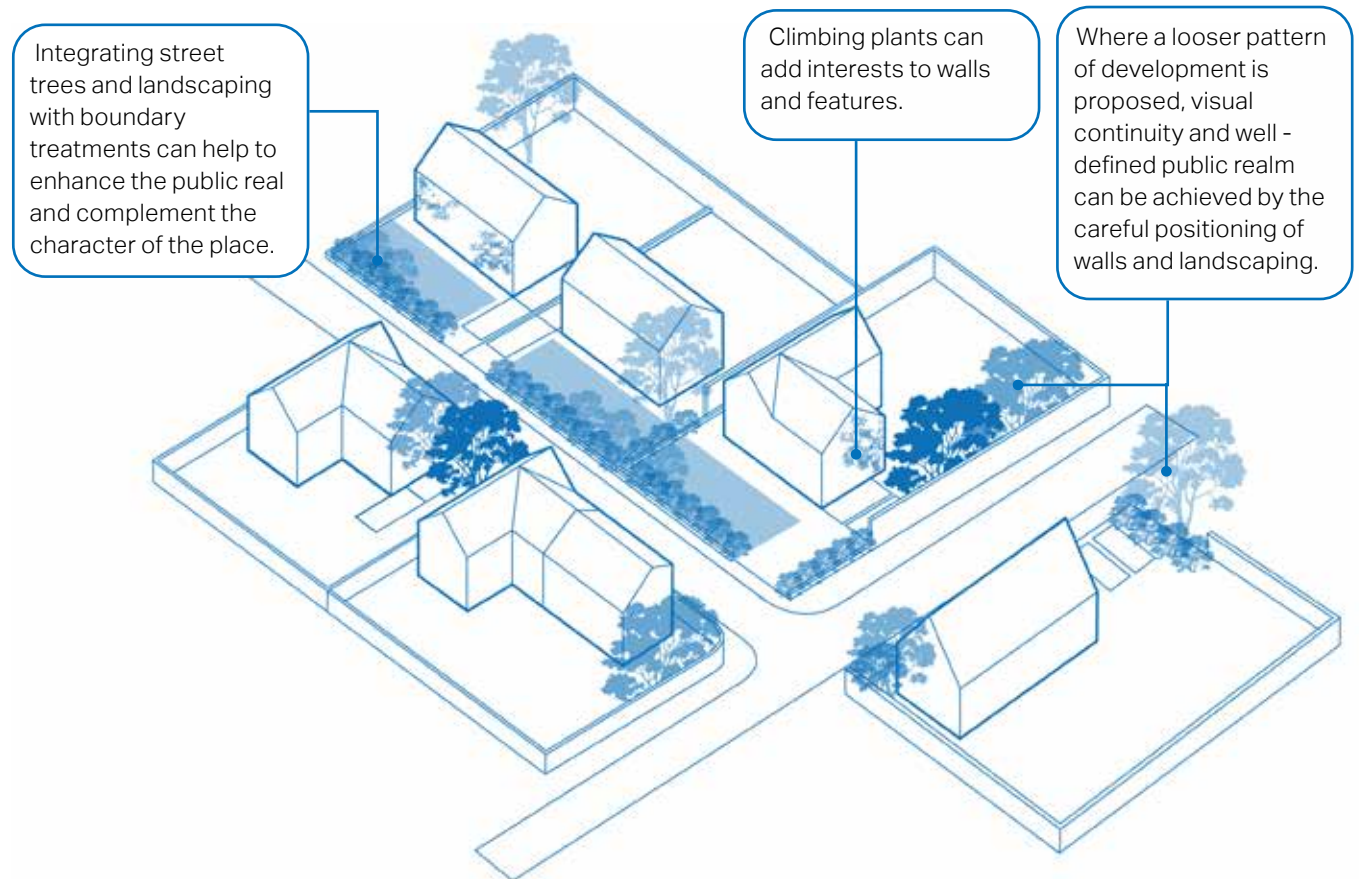 Integrating street
trees and landscaping
with boundary
treatments can help to
enhance the public real
and complement the
character of the place.
Climbing plants can
add interests to walls
and features.
Where a looser pattern
of development is
proposed, visual
continuity and well -
defined public realm
can be achieved by the
careful positioning of
walls and landscaping.